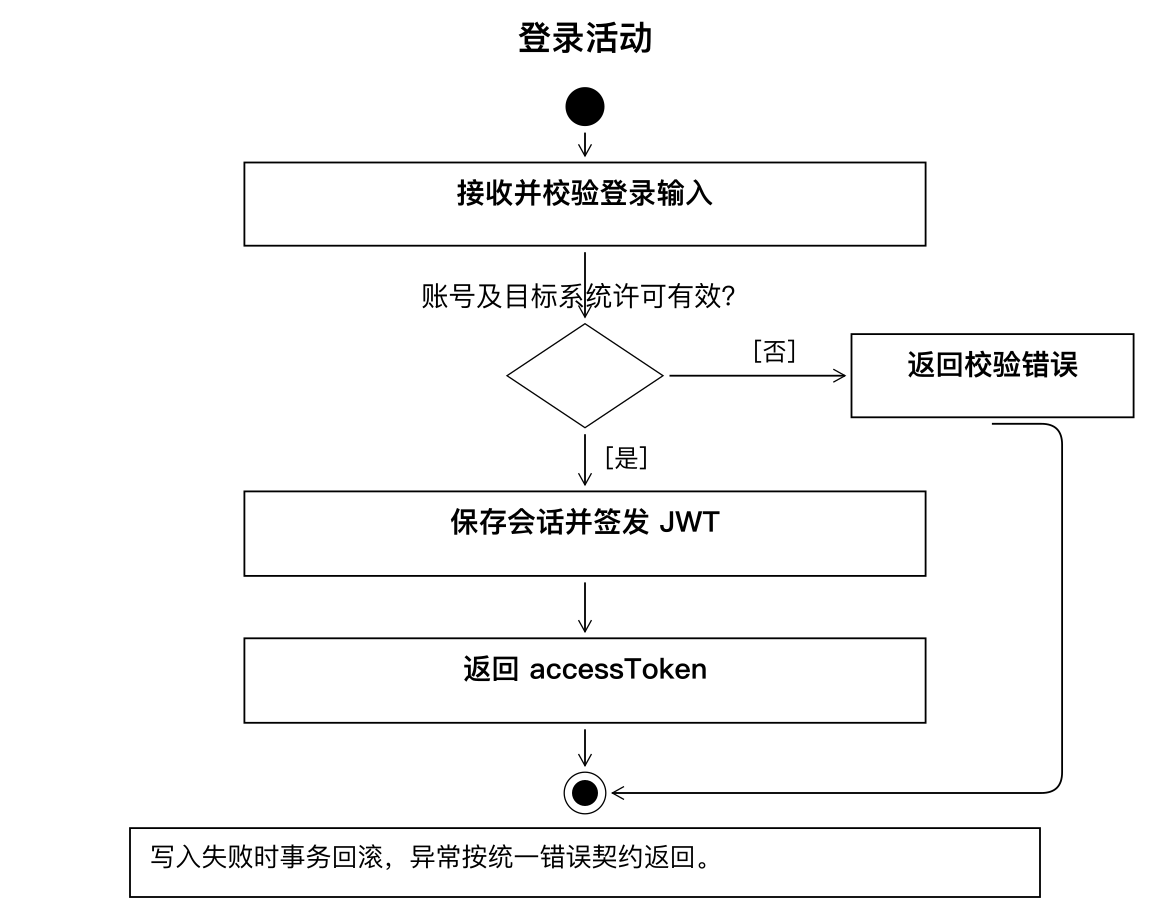 登录活动
接收并校验登录输入
账号及目标系统许可有效?
[否]
返回校验错误
[是]
保存会话并签发 JWT
返回 accessToken
写入失败时事务回滚，异常按统一错误契约返回。